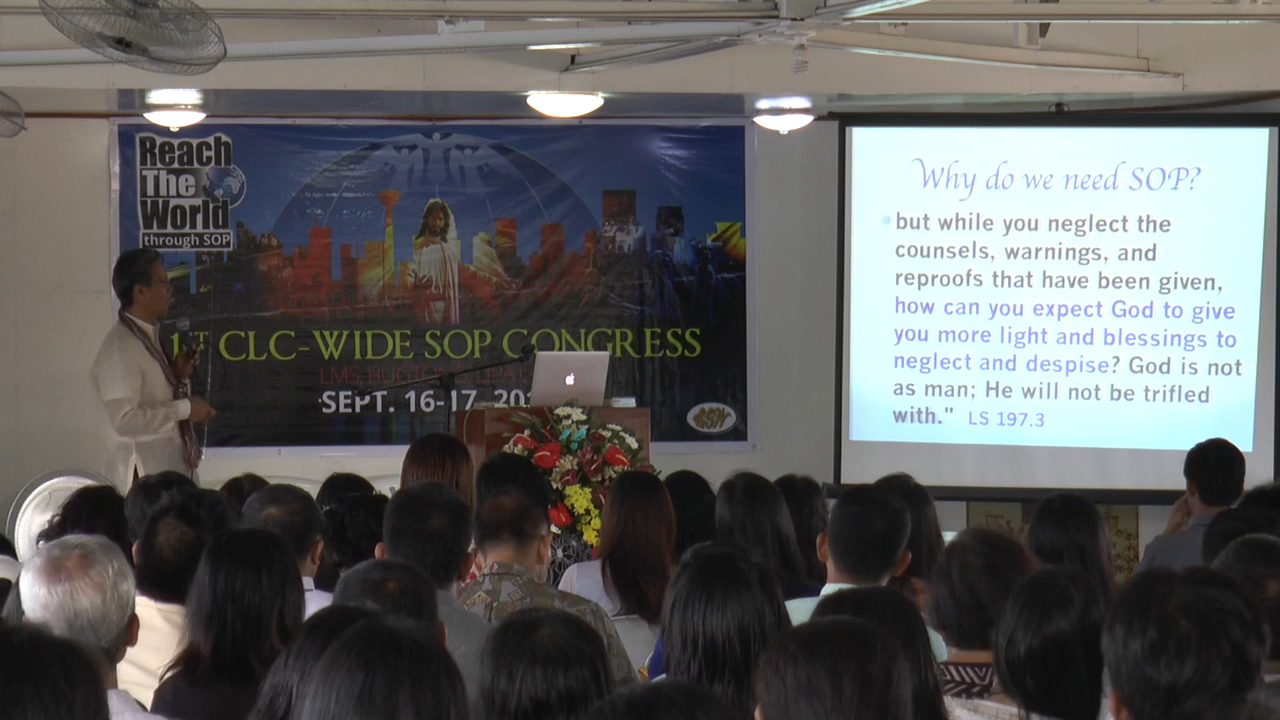 Reach
The
World
through SOP
1ST CLC-WIDE SOP CONGRESS
SEPT. 16-17,
Why do we need SOP?
but while you neglect the
counsels, warnings, and
reproofs that have been given,
how can you expect God to give
you more light and blessings to
neglect and despise? God is not
as man; He will not be trifled
with." LS 197.3